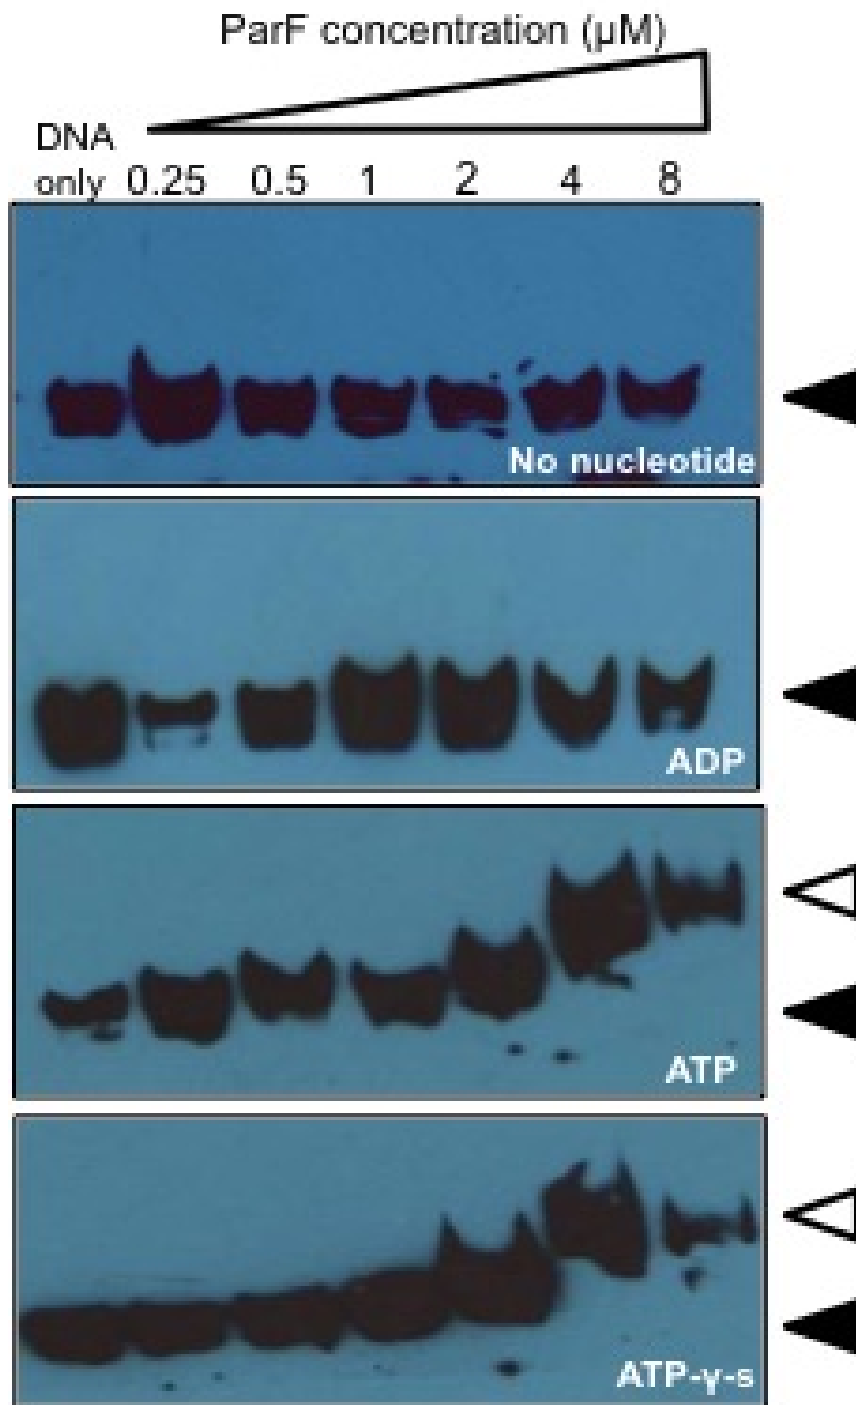 ParF concentration (μM)
DNA
only 0.25 0.5 1 2 4 8
No nucleotide
ADP
ATP
ATP-γ-s